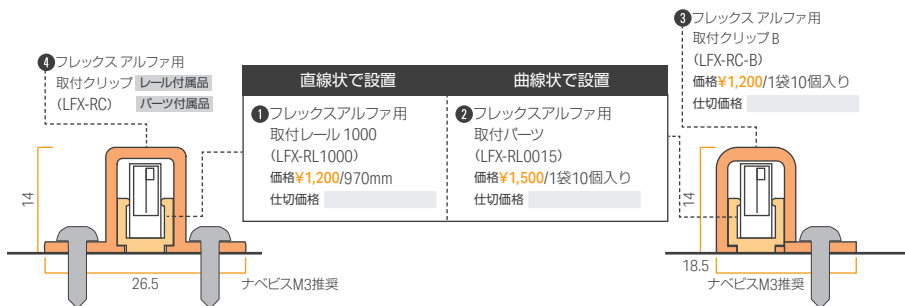 ❹フレックス アルファ用
取付クリップ レール付属品
(LFX-RC) パーツ付属品
14
26.5
ナベビスM3推奨
直線状で設置
❶フレックスアルファ用
取付レール 1000
(LFX-RL1000)
価格¥1,200/970mm
仕切価格
曲線状で設置
❷フレックスアルファ用
取付パーツ
(LFX-RL0015)
価格¥1,500/1袋10個入り
仕切価格
❸フレックス アルファ用
取付クリップB
(LFX-RC-B)
価格¥1,200/1袋10個入り
仕切価格
14
18.5
ナベビスM3推奨